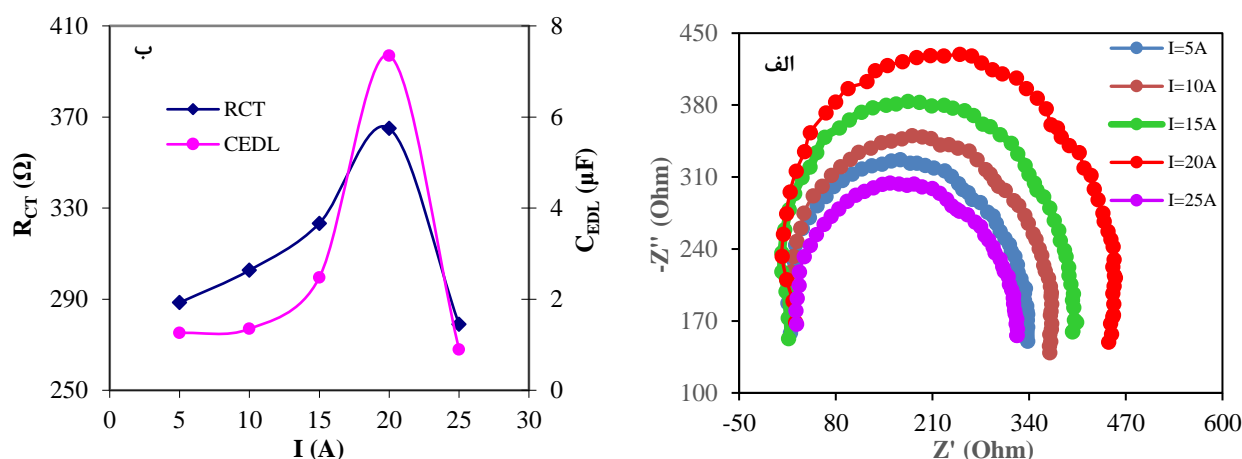 ب
410
370
330
290
250
R_CT (Ω)
8
6
4
2
0
C_EDL (µF)
RCT
CEDL
0 5 10 15 20 25 30
I (A)
الف
450
380
310
240
170
100
-Z'' (Ohm)
I=5A
I=10A
I=15A
I=20A
I=25A
-50 80 210 340 470 600
Z' (Ohm)